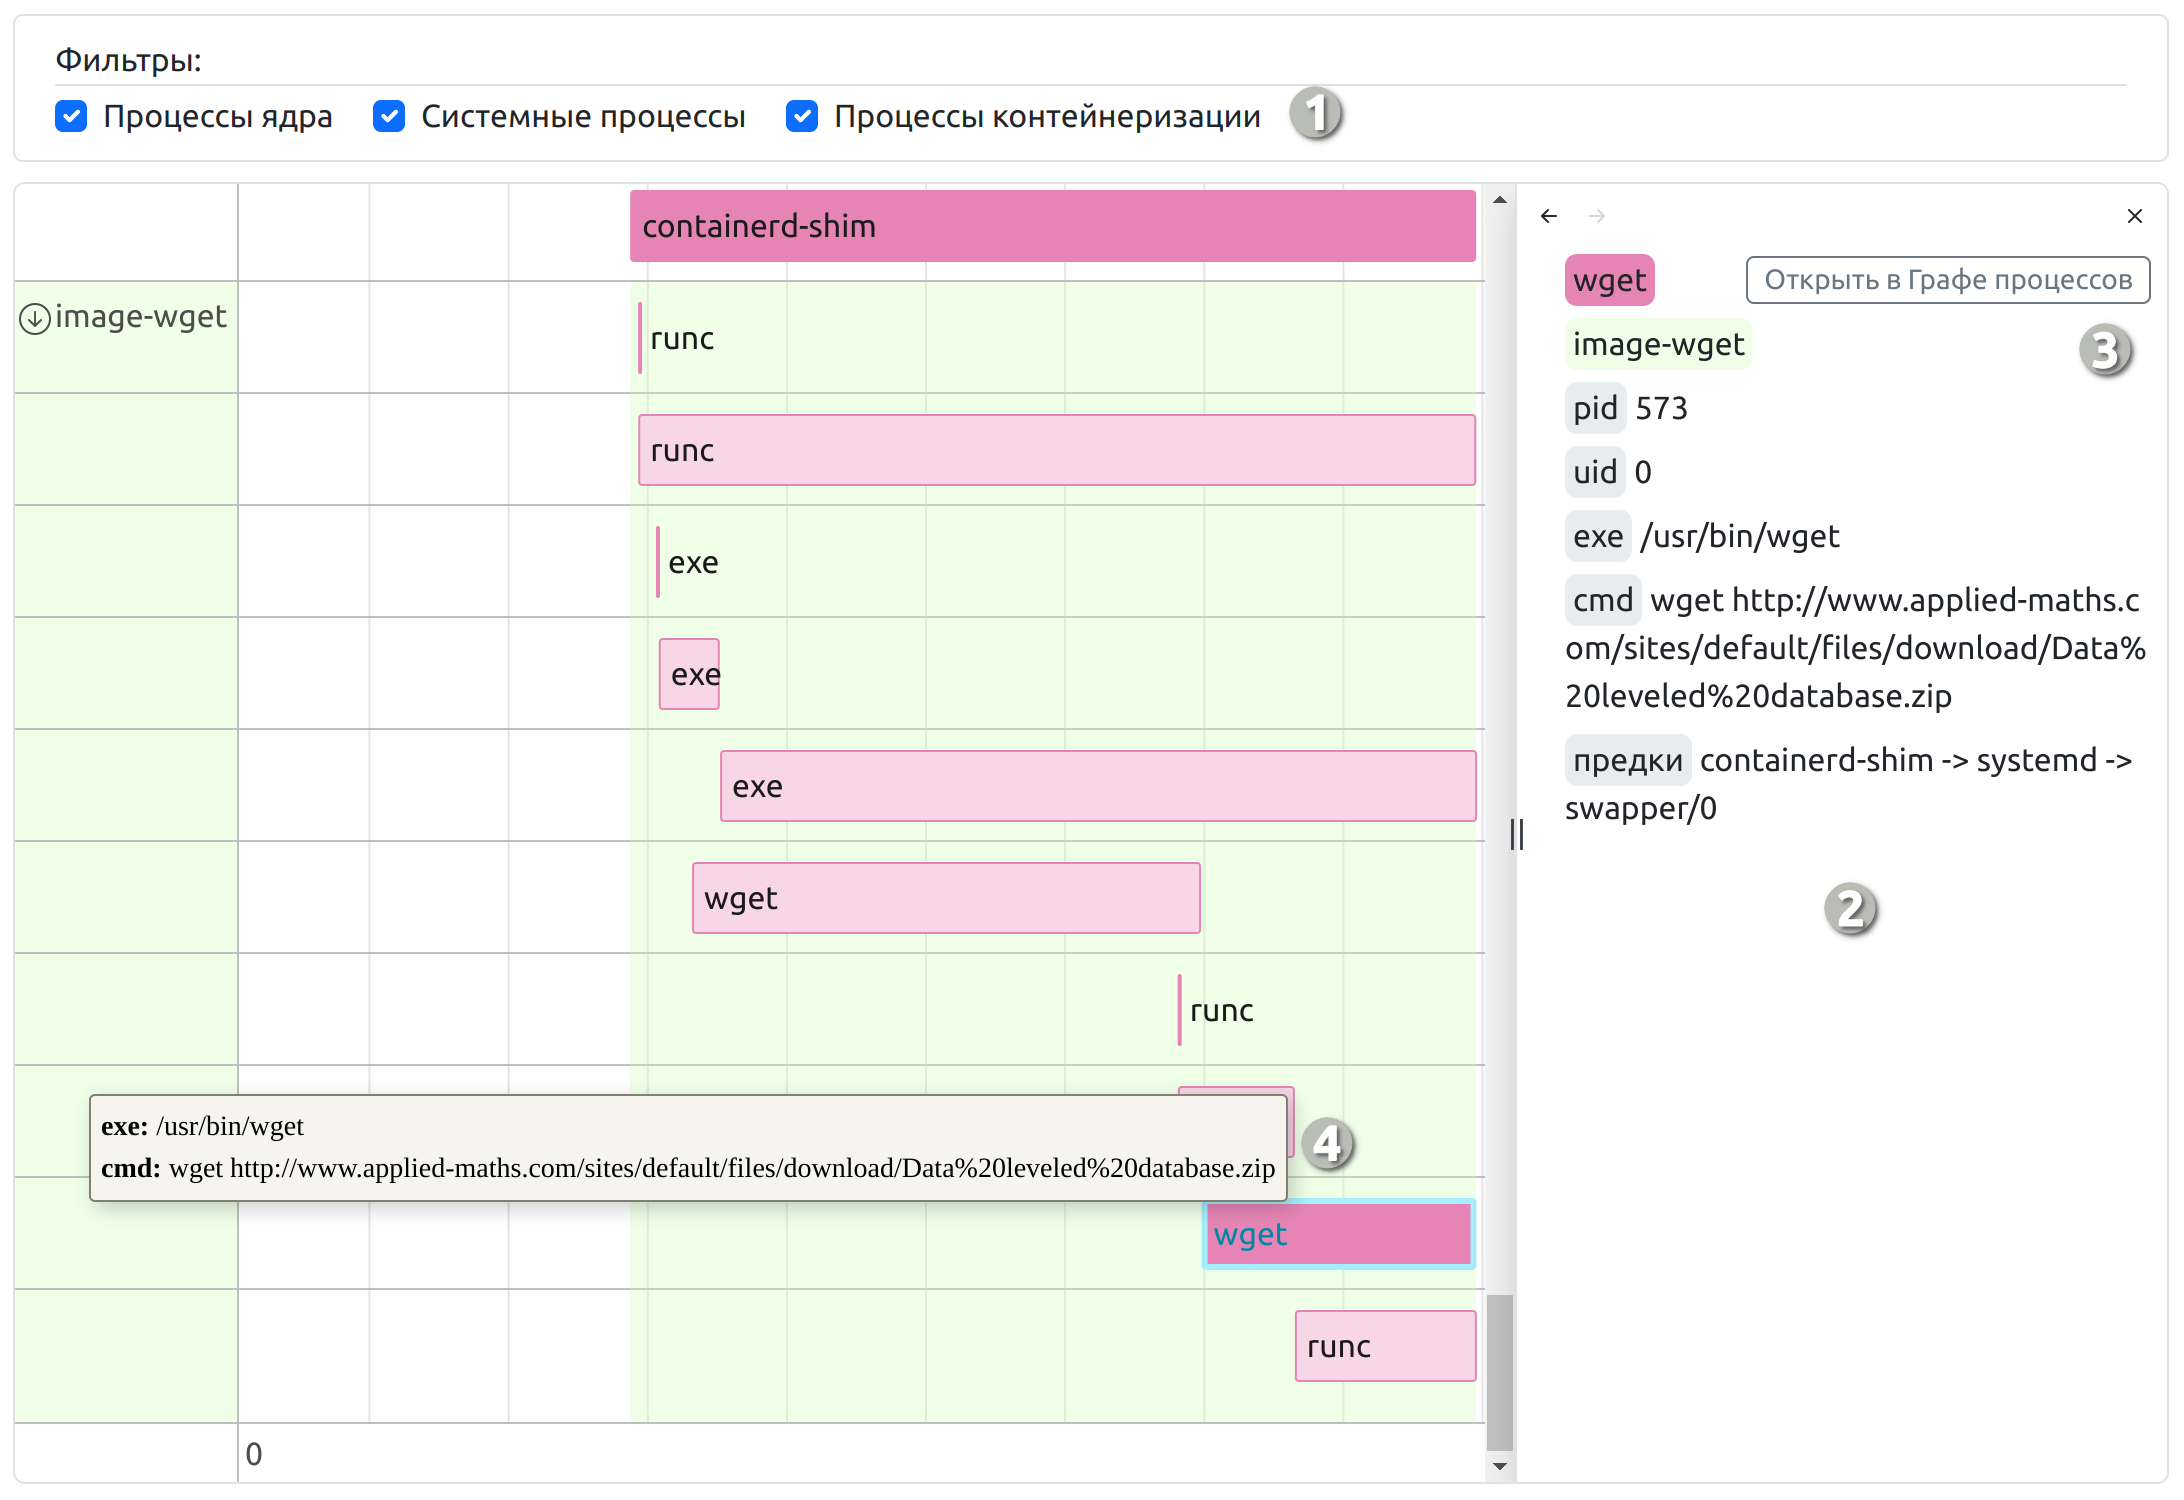 Фильтры:
Процессы ядра
Системные процессы
Процессы контейнеризации
1
containerd-shim
image-wget
runc
runc
exe
exe
exe
wget
runc
exe: /usr/bin/wget
cmd: wget http://www.applied-maths.com/sites/default/files/download/Data%20leveled%20database.zip
4
wget
runc
0
wget
Открыть в Графе процессов
image-wget
3
pid 573
uid 0
exe /usr/bin/wget
cmd wget http://www.applied-maths.c
om/sites/default/files/download/Data%
20leveled%20database.zip
предки containerd-shim -> systemd ->
swapper/0
2